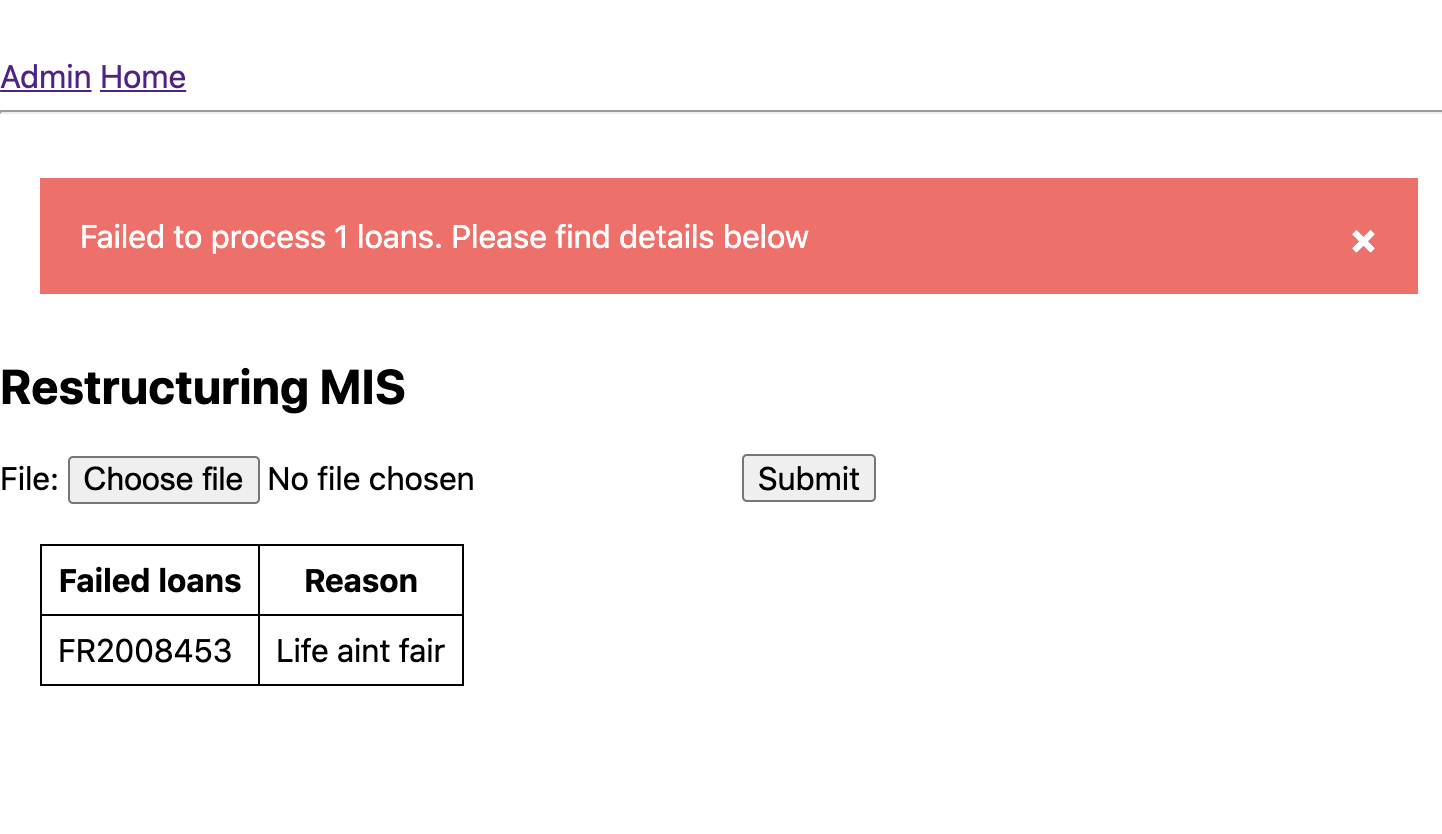 Admin Home
Failed to process 1 loans. Please find details below ✖
Restructuring MIS
File: Choose file No file chosen Submit
Failed loans Reason
FR2008453 Life aint fair